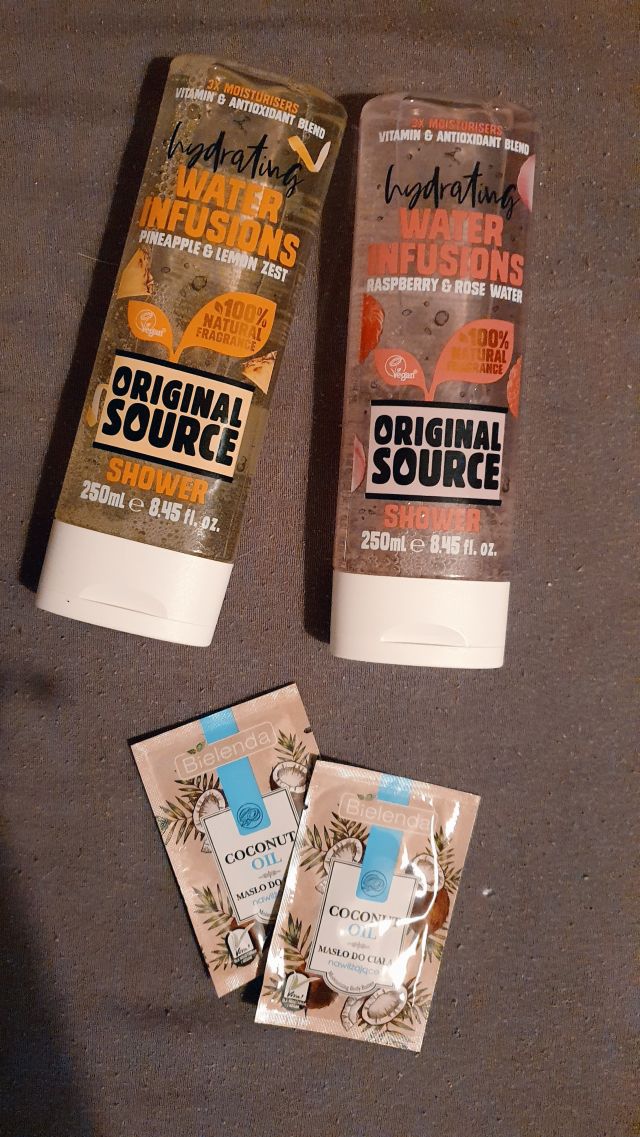 3X MOISTURISERS
VITAMIN & ANTIOXIDANT BLEND
hydrating
WATER
INFUSIONS
PINEAPPLE & LEMON ZEST
Vegan
100%
NATURAL
FRAGRANCE
ORIGINAL
SOURCE
SHOWER
250mL e 8.45 fl. oz.
3X MOISTURISERS
VITAMIN & ANTIOXIDANT BLEND
hydrating
WATER
INFUSIONS
RASPBERRY & ROSE WATER
Vegan
100%
NATURAL
FRAGRANCE
ORIGINAL
SOURCE
SHOWER
250mL e 8.45 fl. oz.
Bielenda
COCONUT
OIL
MASŁO DO
Bielenda
COCONUT
OIL
MASŁO DO CIAŁA
nawilżające